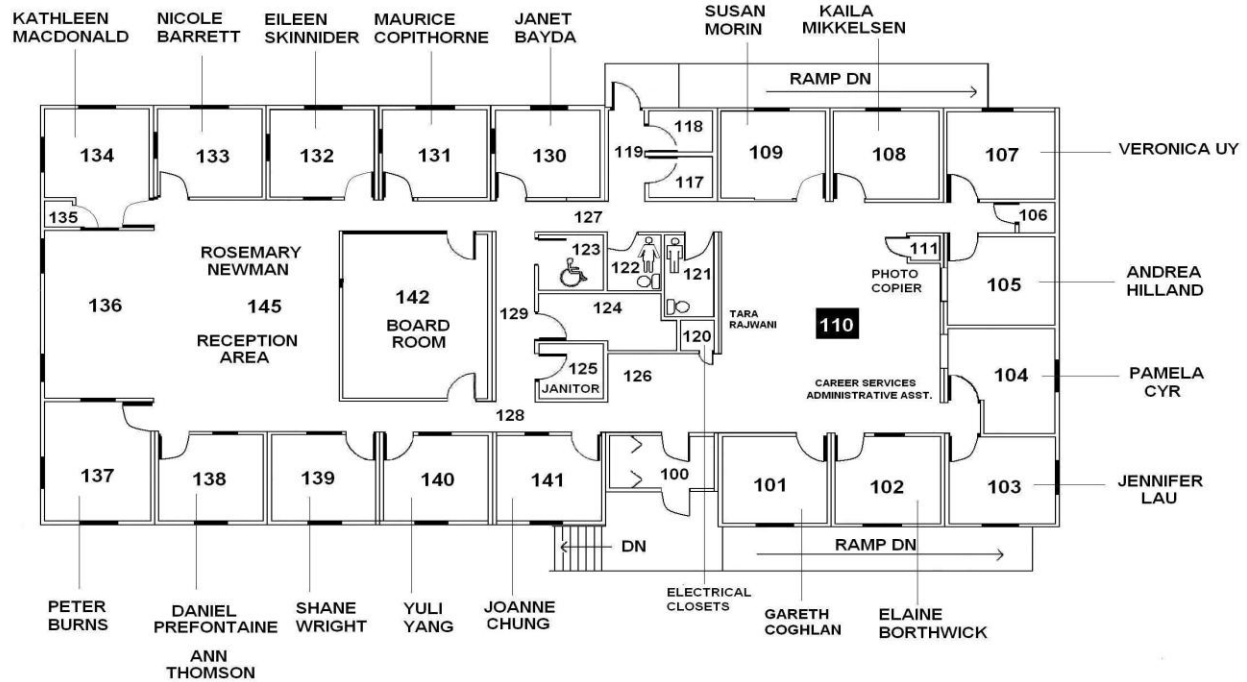 KATHLEEN
MACDONALD
NICOLE
BARRETT
EILEEN
SKINNIDER
MAURICE
COPITHORNE
JANET
BAYDA
SUSAN
MORIN
KAILA
MIKKELSEN
RAMP DN
134
133
132
131
130
119
118
117
109
108
107
VERONICA UY
135
127
106
ROSEMARY
NEWMAN
123
122
121
111
PHOTO
COPIER
105
ANDREA
HILLAND
136
145
142
BOARD
ROOM
129
124
120
TARA
RAJWANI
110
RECEPTION
AREA
125
JANITOR
126
CAREER SERVICES
ADMINISTRATIVE ASST.
104
PAMELA
CYR
128
137
138
139
140
141
100
101
102
103
JENNIFER
LAU
DN
RAMP DN
PETER
BURNS
DANIEL
PREFONTAINE
ANN
THOMSON
SHANE
WRIGHT
YULI
YANG
JOANNE
CHUNG
ELECTRICAL
CLOSETS
GARETH
COGHLAN
ELAINE
BORTHWICK